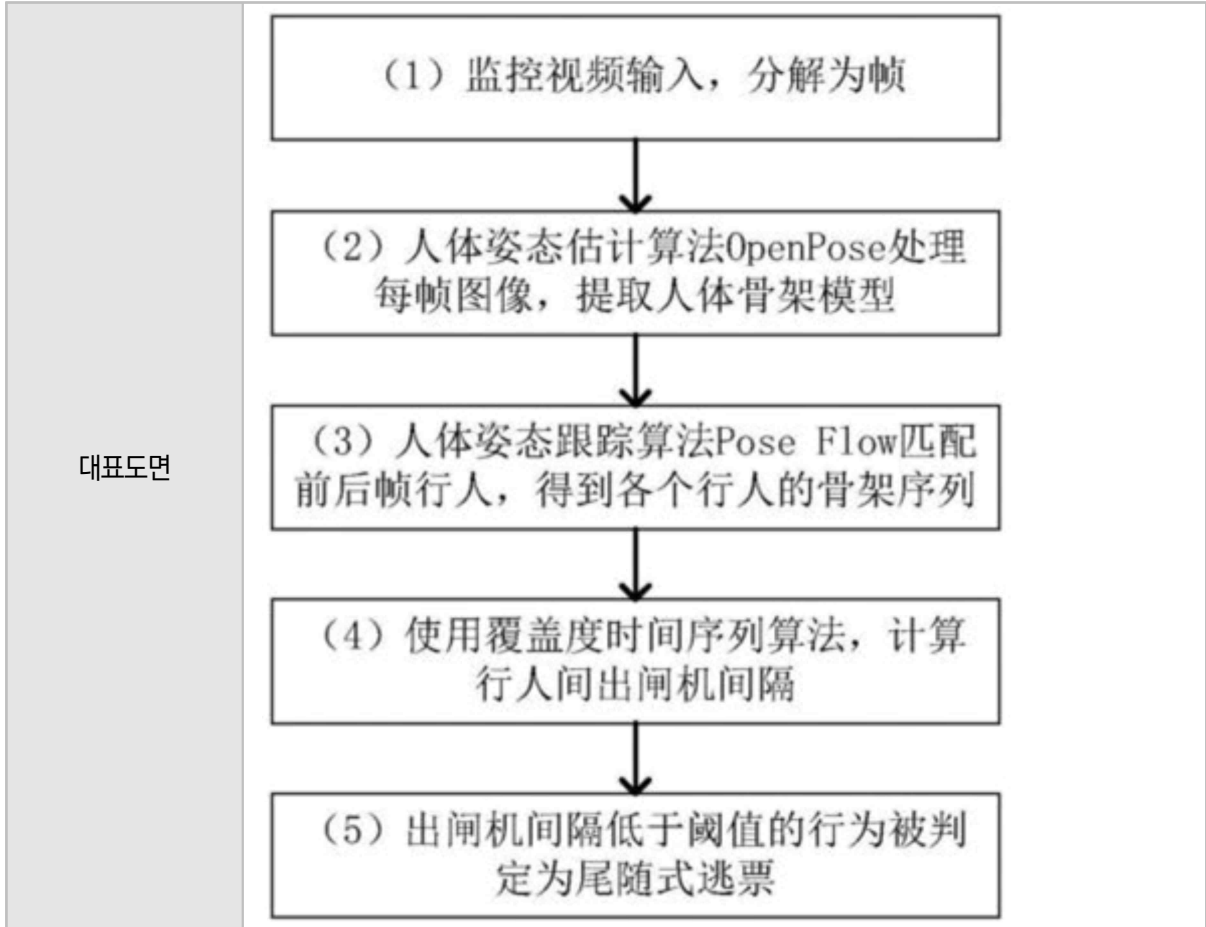 대표도면
（1）监控视频输入，分解为帧
（2）人体姿态估计算法OpenPose处理
每帧图像，提取人体骨架模型
（3）人体姿态跟踪算法Pose Flow匹配
前后帧行人，得到各个行人的骨架序列
（4）使用覆盖度时间序列算法，计算
行人间出闸机间隔
（5）出闸机间隔低于阈值的行为被判
定为尾随式逃票